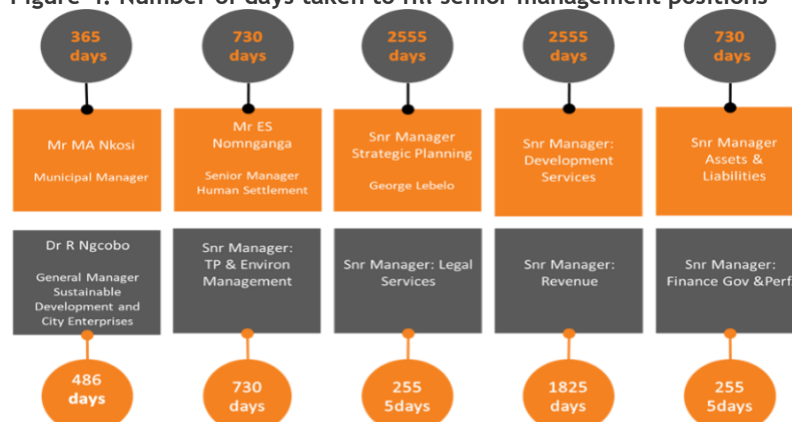 Figure 4: Number of days taken to fill senior management positions
365
days
730
days
2555
days
2555
days
730
days
Mr MA Nkosi
Municipal Manager
Mr ES
Nomnganga
Senior Manager
Human Settlement
Snr Manager
Strategic Planning
George Lebelo
Snr Manager:
Development
Services
Snr Manager
Assets &
Liabilities
Dr R Ngcobo
General Manager
Sustainable
Development and
City Enterprises
Snr Manager:
TP & Environ
Management
Snr Manager: Legal
Services
Snr Manager:
Revenue
Snr Manager:
Finance Gov &Perf
486
days
730
days
255
5days
1825
days
255
5days